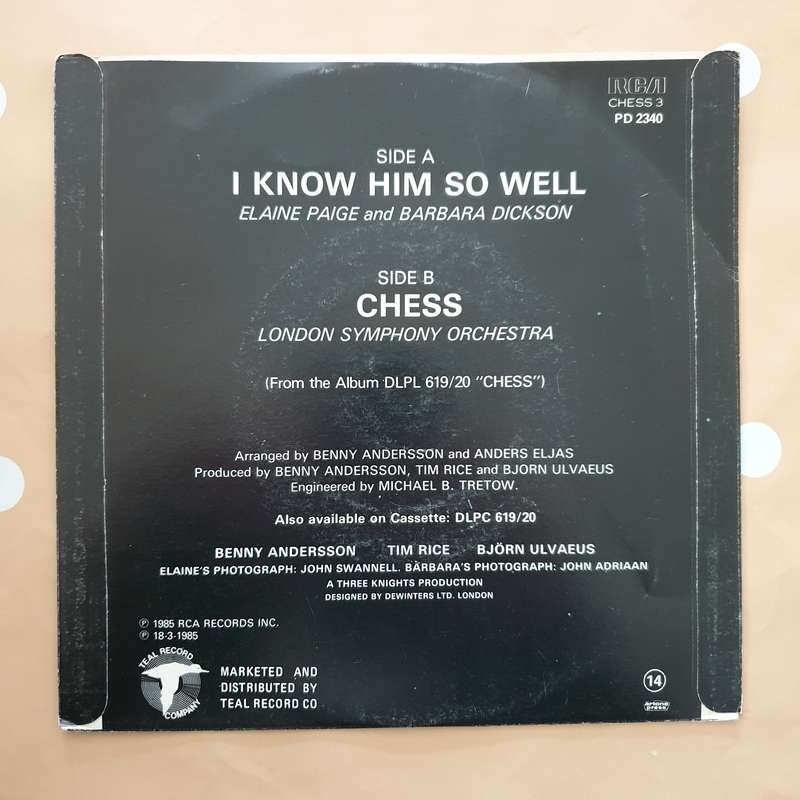 RCA
CHESS 3
PD 2340
SIDE A
I KNOW HIM SO WELL
ELAINE PAIGE and BARBARA DICKSON
SIDE B
CHESS
LONDON SYMPHONY ORCHESTRA
(From the Album DLPL 619/20 "CHESS")
Arranged by BENNY ANDERSSON and ANDERS ELJAS
Produced by BENNY ANDERSSON, TIM RICE and BJORN ULVAEUS
Engineered by MICHAEL B. TRETOW.
Also available on Cassette: DLPC 619/20
BENNY ANDERSSON TIM RICE BJÖRN ULVAEUS
ELAINE'S PHOTOGRAPH: JOHN SWANNELL. BARBARA'S PHOTOGRAPH: JOHN ADRIAAN
A THREE KNIGHTS PRODUCTION
DESIGNED BY DEWINTERS LTD. LONDON
℗ 1985 RCA RECORDS INC.
℗ 18-3-1985
TEAL RECORD COMPANY
MARKETED AND
DISTRIBUTED BY
TEAL RECORD CO
14
artone
press